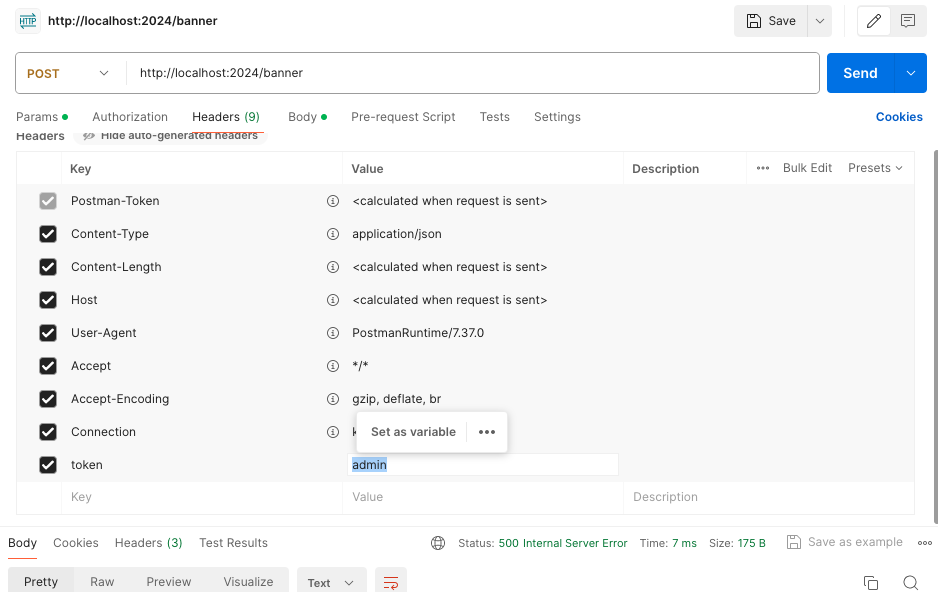 HTTP http://localhost:2024/banner Save
POST http://localhost:2024/banner Send
Params Authorization Headers (9) Body Pre-request Script Tests Settings Cookies
Headers Hide auto-generated headers
Key Value Description ••• Bulk Edit Presets
Postman-Token <calculated when request is sent>
Content-Type application/json
Content-Length <calculated when request is sent>
Host <calculated when request is sent>
User-Agent PostmanRuntime/7.37.0
Accept */*
Accept-Encoding gzip, deflate, br
Connection
Set as variable •••
token admin
Key Value Description
Body Cookies Headers (3) Test Results Status: 500 Internal Server Error Time: 7 ms Size: 175 B Save as example
Pretty Raw Preview Visualize Text